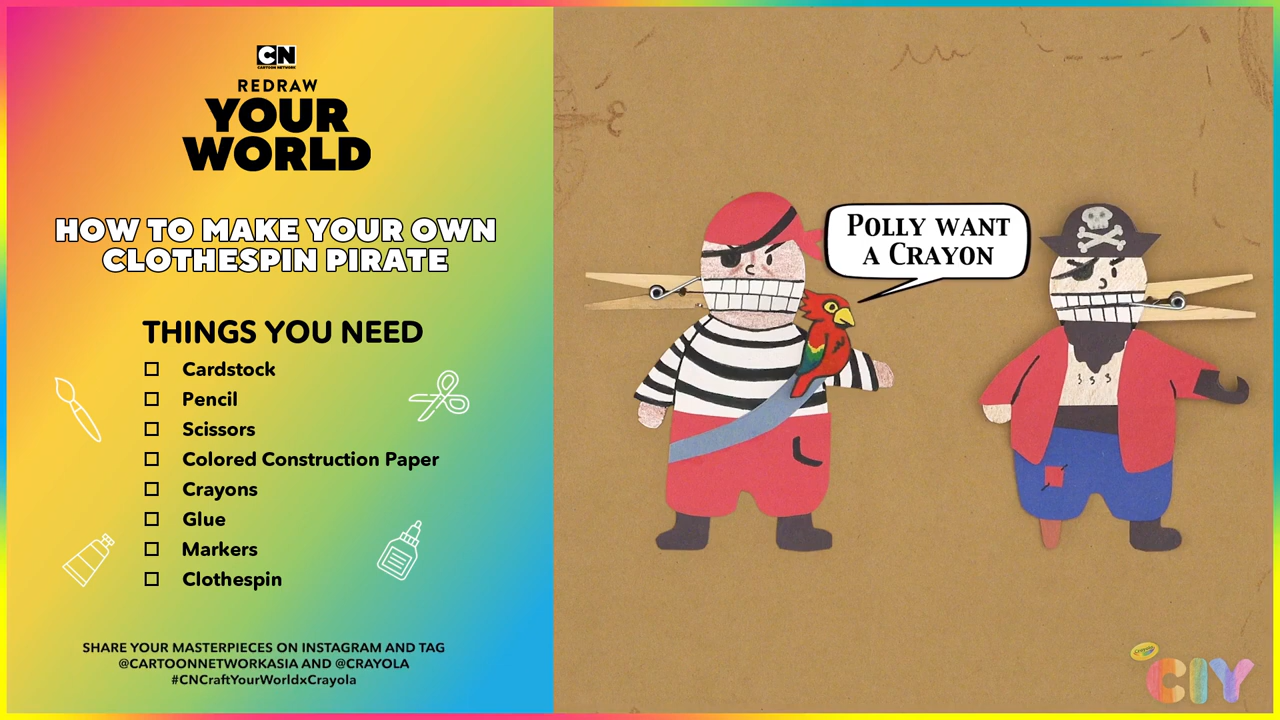 CN
CARTOON NETWORK
REDRAW
YOUR
WORLD
HOW TO MAKE YOUR OWN
CLOTHESPIN PIRATE
THINGS YOU NEED
Cardstock
Pencil
Scissors
Colored Construction Paper
Crayons
Glue
Markers
Clothespin
SHARE YOUR MASTERPIECES ON INSTAGRAM AND TAG
@CARTOONNETWORKASIA AND @CRAYOLA
#CNCraftYourWorldxCrayola
POLLY WANT
A CRAYON
Crayola
CIY